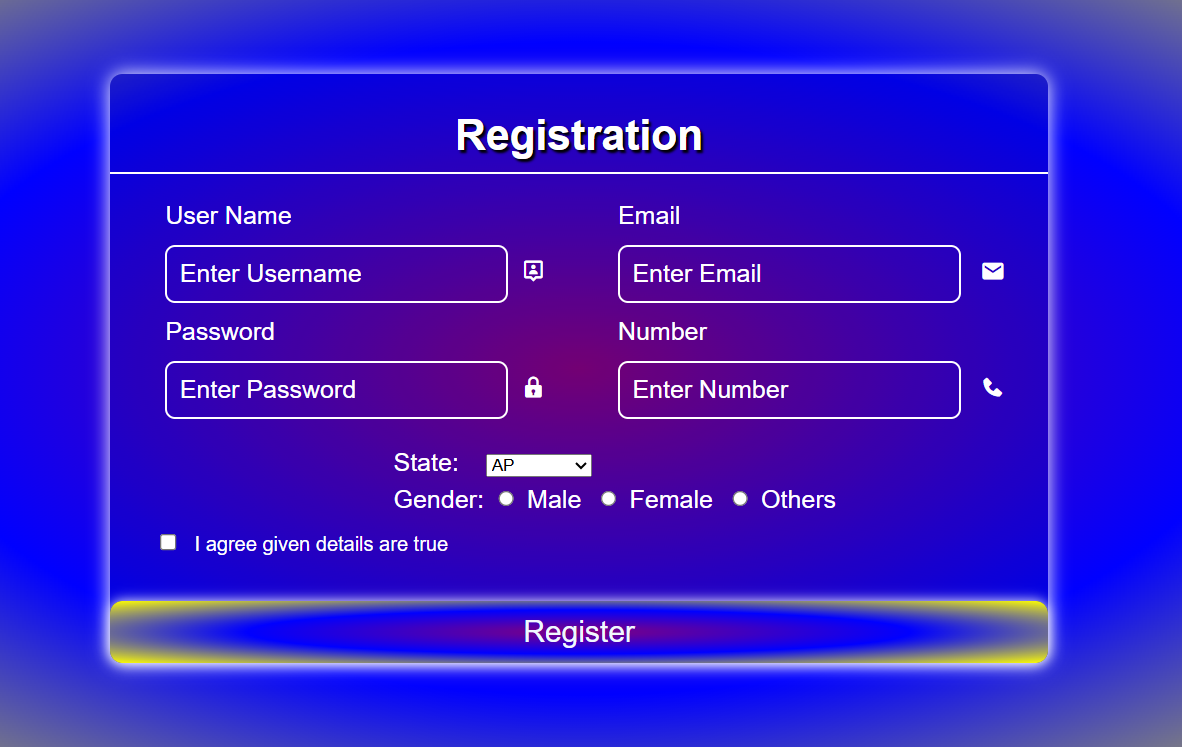 Registration
User Name Email
Enter Username Enter Email
Password Number
Enter Password Enter Number
State: AP
Gender: Male Female Others
I agree given details are true
Register